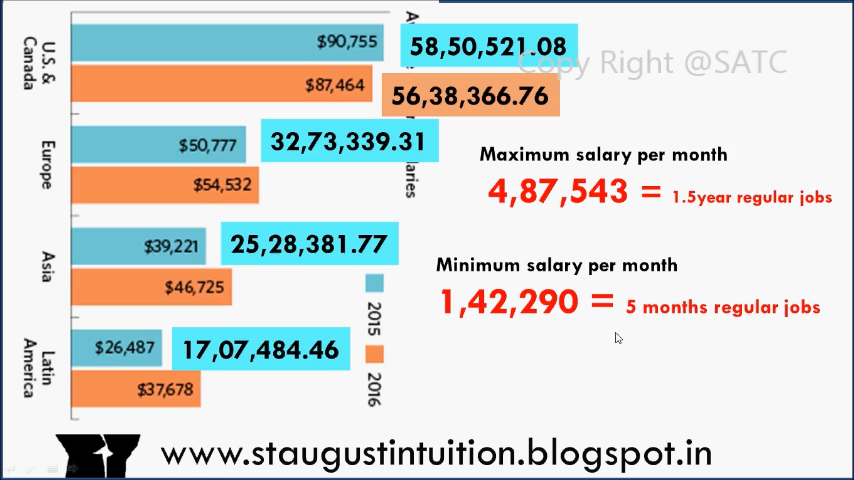 U.S. &
Canada
$90,755
58,50,521.08
Copy Right @SATC
$87,464
56,38,366.76
Europe
$50,777
32,73,339.31
$54,532
Maximum salary per month
4,87,543 = 1.5year regular jobs
Asia
$39,221
25,28,381.77
$46,725
Minimum salary per month
1,42,290 = 5 months regular jobs
2015
2016
Latin
America
$26,487
17,07,484.46
$37,678
www.staugustintuition.blogspot.in